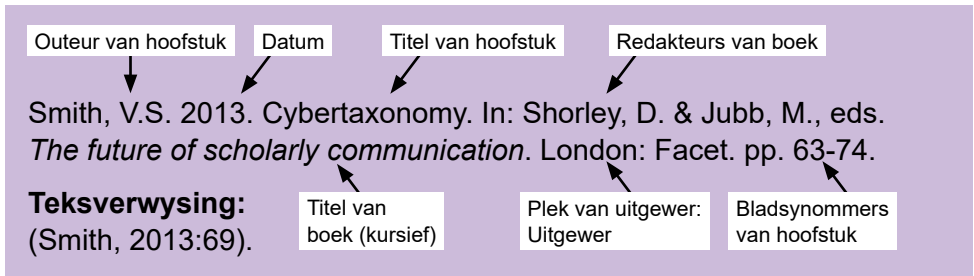 Outeur van hoofstuk
Datum
Titel van hoofstuk
Redakteurs van boek
Smith, V.S. 2013. Cybertaxonomy. In: Shorley, D. & Jubb, M., eds.
The future of scholarly communication. London: Facet. pp. 63-74.
Teksverwysing:
(Smith, 2013:69).
Titel van
boek (kursief)
Plek van uitgewer:
Uitgewer
Bladsynommers
van hoofstuk